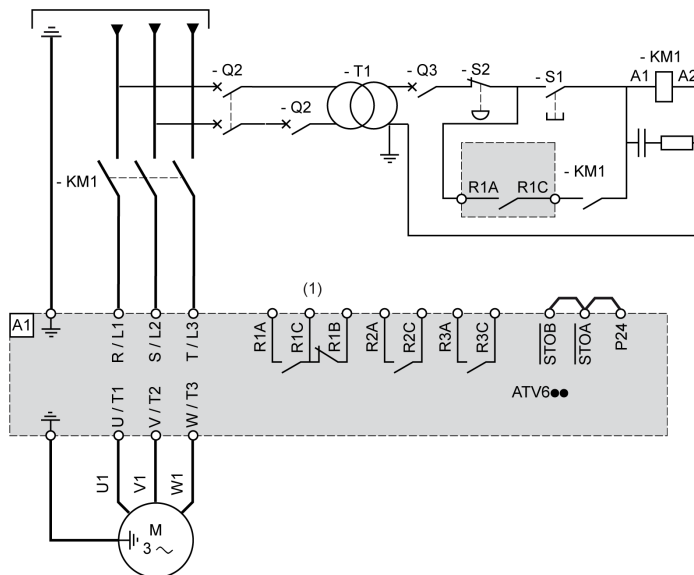 - Q2
- T1
- Q3
- S2
- S1
- KM1
A1
A2
- Q2
- KM1
R1A
R1C
- KM1
(1)
A1
R / L1
S / L2
T / L3
R1A
R1C
R1B
R2A
R2C
R3A
R3C
STOB
STOA
P24
ATV6●●
U / T1
V / T2
W / T3
U1
V1
W1
M
3 ~